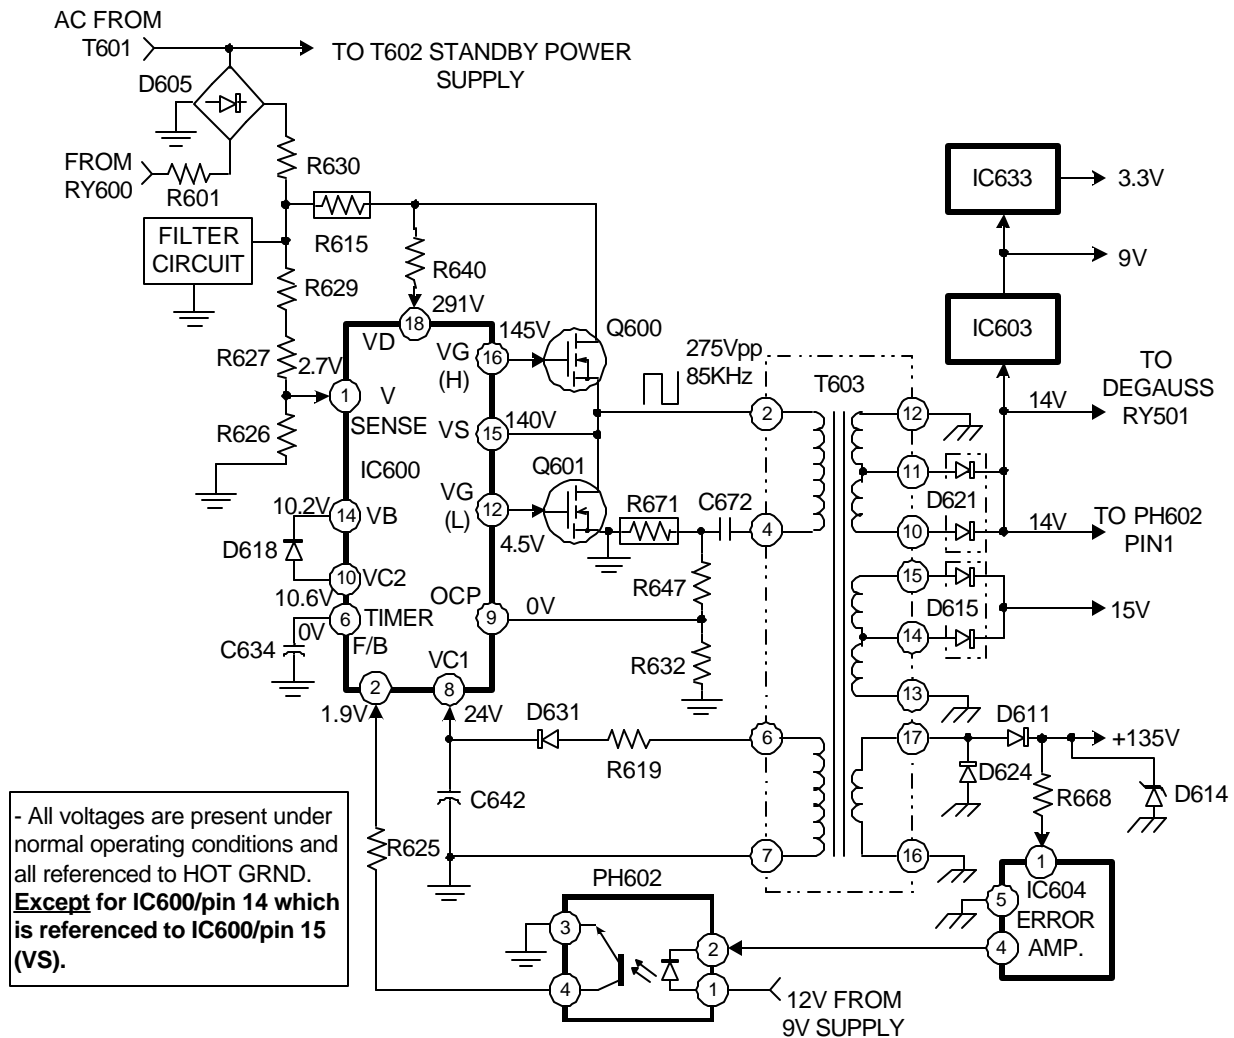 AC FROM
T601
TO T602 STANDBY POWER
SUPPLY
D605
FROM
RY600
R601
R630
R615
FILTER
CIRCUIT
R640
R629
291V
18
VD
R627
2.7V
1
V
SENSE
R626
IC600
145V
VG
(H)
16
Q600
VS
15
140V
Q601
VG
(L)
12
4.5V
10.2V
14
VB
D618
10
VC2
10.6V
6
TIMER
0V
F/B
C634
OCP
9
0V
VC1
2
8
1.9V
24V
R671
C672
R647
R632
D631
R619
C642
R625
275Vpp
85KHz
T603
2
4
6
7
12
11
10
15
14
13
17
16
IC633
3.3V
9V
IC603
TO
DEGAUSS
RY501
14V
D621
14V
TO PH602
PIN1
D615
15V
D611
+135V
D624
R668
D614
1
IC604
5
ERROR
AMP.
4
PH602
3
2
4
1
12V FROM
9V SUPPLY
- All voltages are present under
normal operating conditions and
all referenced to HOT GRND.
Except for IC600/pin 14 which
is referenced to IC600/pin 15
(VS).